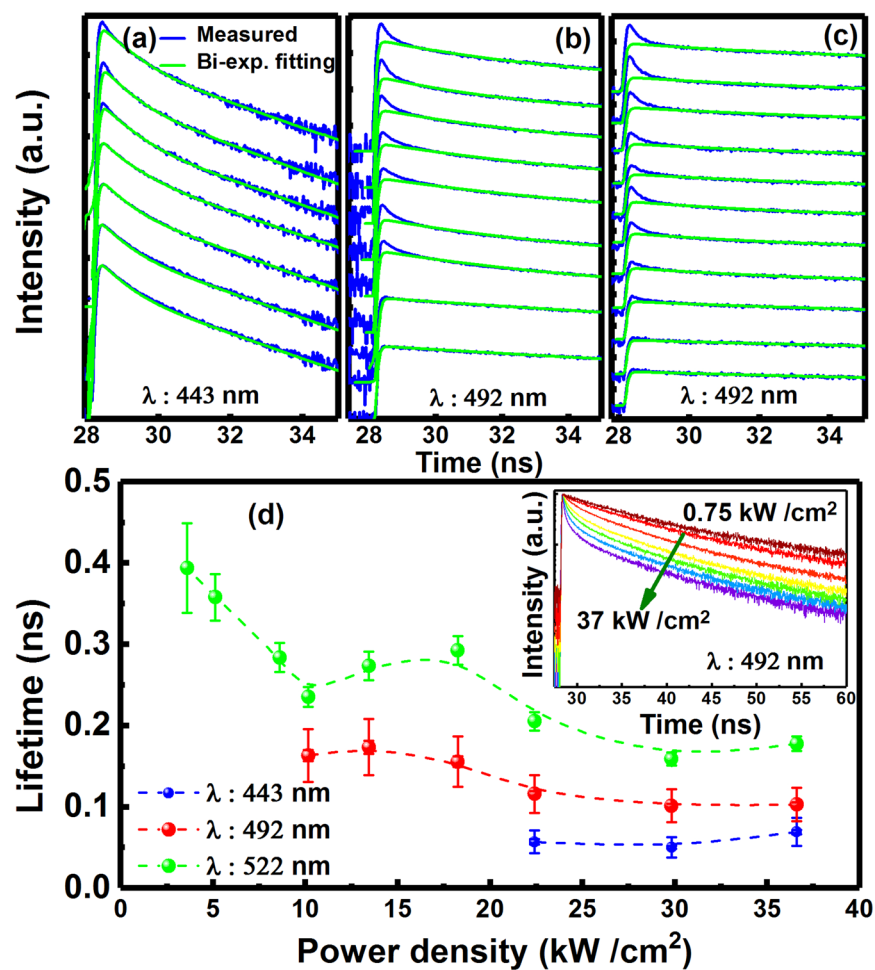 (a)
Measured
Bi-exp. fitting
(b)
(c)
Intensity (a.u.)
λ : 443 nm
λ : 492 nm
λ : 492 nm
28 30 32 34
28 30 32 34
28 30 32 34
Time (ns)
(d)
Lifetime (ns)
0.5
0.4
0.3
0.2
0.1
0.0
λ : 443 nm
λ : 492 nm
λ : 522 nm
Intensity (a.u.)
0.75 kW /cm²
37 kW /cm²
λ : 492 nm
30 35 40 45 50 55 60
Time (ns)
0 5 10 15 20 25 30 35 40
Power density (kW /cm²)